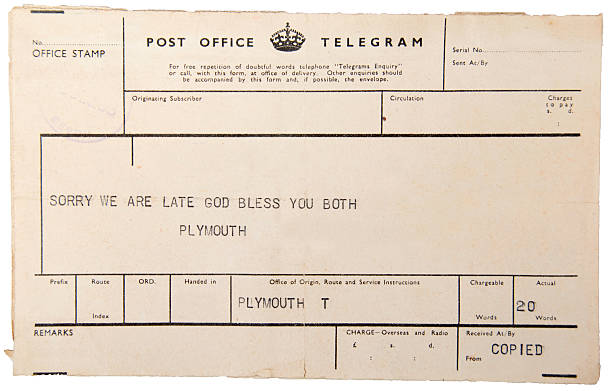 POST OFFICE TELEGRAM
No.
OFFICE STAMP
For free repetition of doubtful words telephone "Telegrams Enquiry"
or call, with this form, at office of delivery. Other enquiries should
be accompanied by this form and, if possible, the envelope.
Serial No.
Sent At/By
Originating Subscriber
Circulation
Charges
to pay
s. d.
:
SORRY WE ARE LATE GOD BLESS YOU BOTH
PLYMOUTH
Prefix
Route
Index
ORD.
Handed in
Office of Origin, Route and Service Instructions
PLYMOUTH T
Chargeable
Words
Actual
20
Words
REMARKS
CHARGE—Overseas and Radio
£ s. d.
: :
Received At/By
From COPIED